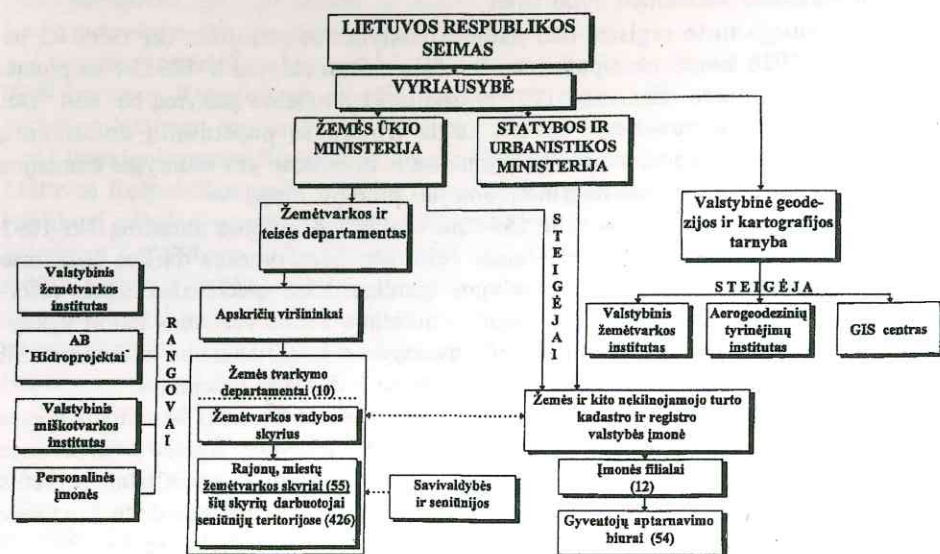 LIETUVOS RESPUBLIKOS
SEIMAS
VYRIAUSYBĖ
ŽEMĖS ŪKIO
MINISTERIJA
STATYBOS IR
URBANISTIKOS
MINISTERIJA
Žemėtvarkos ir
teisės departamentas
STEIGĖJAI
Valstybinė geode-
zijos ir kartografijos
tarnyba
STEIGĖJA
Valstybinis
žemėtvarkos
institutas
Aerogeodezinių
tyrinėjimų
institutas
GIS centras
Valstybinis
žemėtvarkos
institutas
AB
Hidroprojektai
Valstybinis
miškotvarkos
institutas
Personalinės
įmonės
RANGOVAI
Apskričių viršininkai
Žemės tvarkymo
departamentai (10)
Žemėtvarkos vadybos
skyrius
Rajonų, miestų
žemėtvarkos skyriai (55)
šių skyrių darbuotojai
seniūnijų teritorijose (426)
Savivaldybės
ir seniūnijos
Žemės ir kito nekilnojamojo turto
kadastro ir registro
valstybės įmonė
Įmonės filialai
(12)
Gyventojų aptarnavimo
biurai (54)